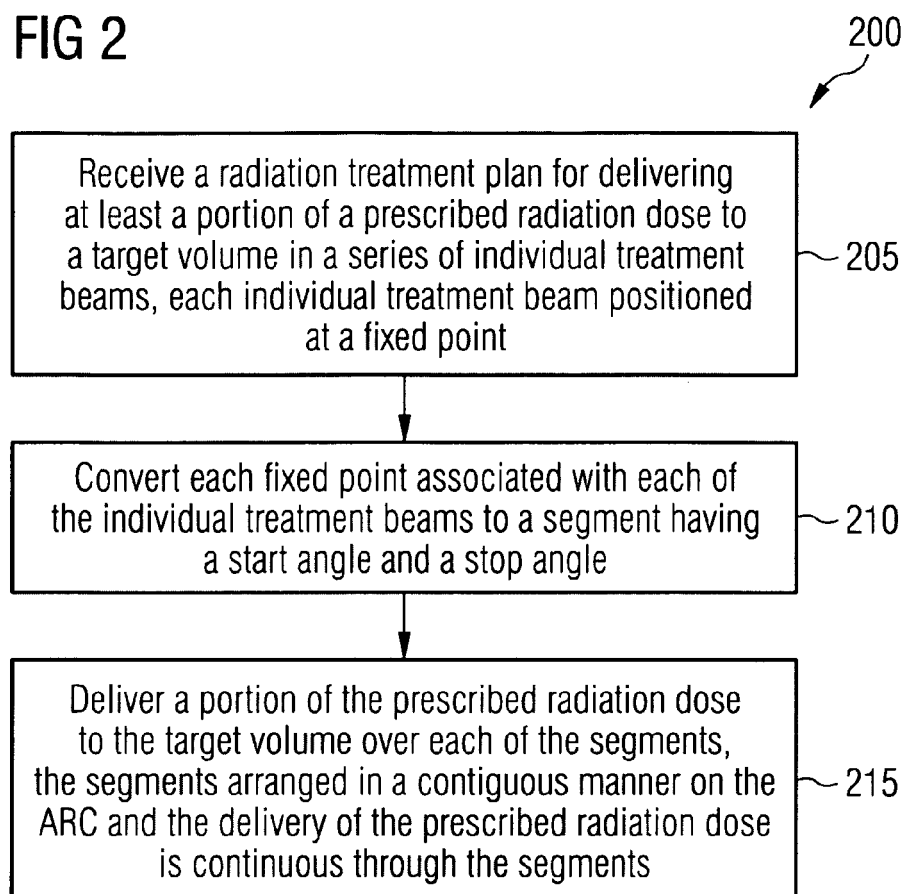 FIG 2
200
Receive a radiation treatment plan for delivering
at least a portion of a prescribed radiation dose to
a target volume in a series of individual treatment
beams, each individual treatment beam positioned
at a fixed point
205
Convert each fixed point associated with each of
the individual treatment beams to a segment having
a start angle and a stop angle
210
Deliver a portion of the prescribed radiation dose
to the target volume over each of the segments,
the segments arranged in a contiguous manner on the
ARC and the delivery of the prescribed radiation dose
is continuous through the segments
215